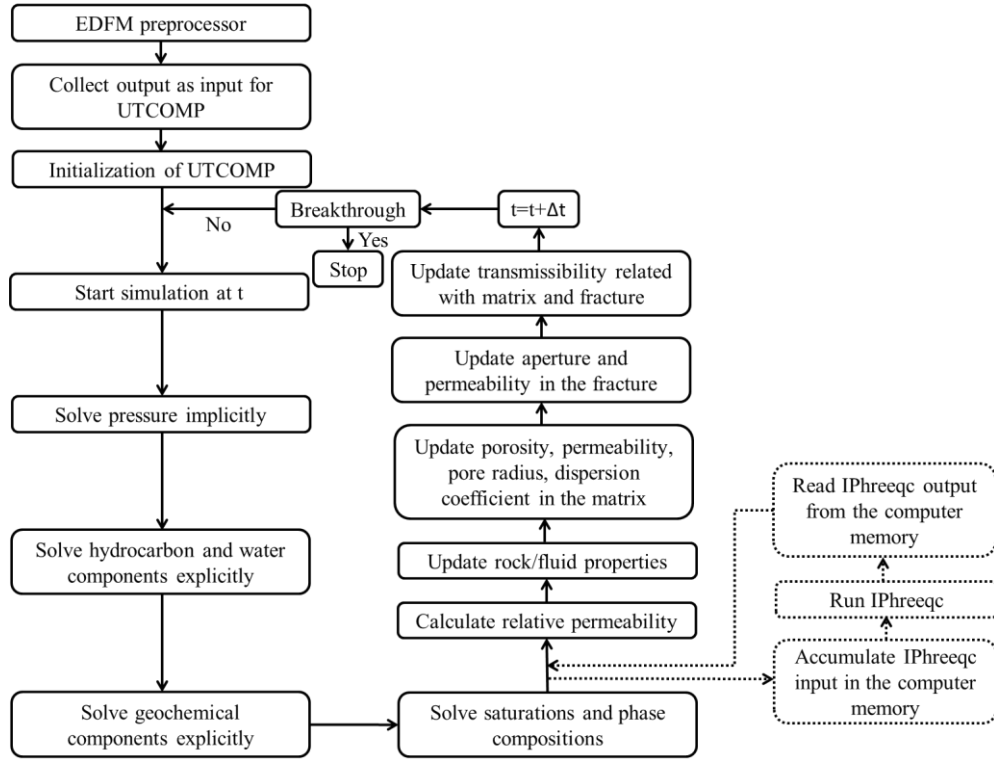 EDFM preprocessor
Collect output as input for
UTCOMP
Initialization of UTCOMP
No
Breakthrough
t=t+Δt
Yes
Stop
Start simulation at t
Update transmissibility related
with matrix and fracture
Update aperture and
permeability in the fracture
Solve pressure implicitly
Update porosity, permeability,
pore radius, dispersion
coefficient in the matrix
Read IPhreeqc output
from the computer
memory
Solve hydrocarbon and water
components explicitly
Update rock/fluid properties
Run IPhreeqc
Calculate relative permeability
Accumulate IPhreeqc
input in the computer
memory
Solve geochemical
components explicitly
Solve saturations and phase
compositions